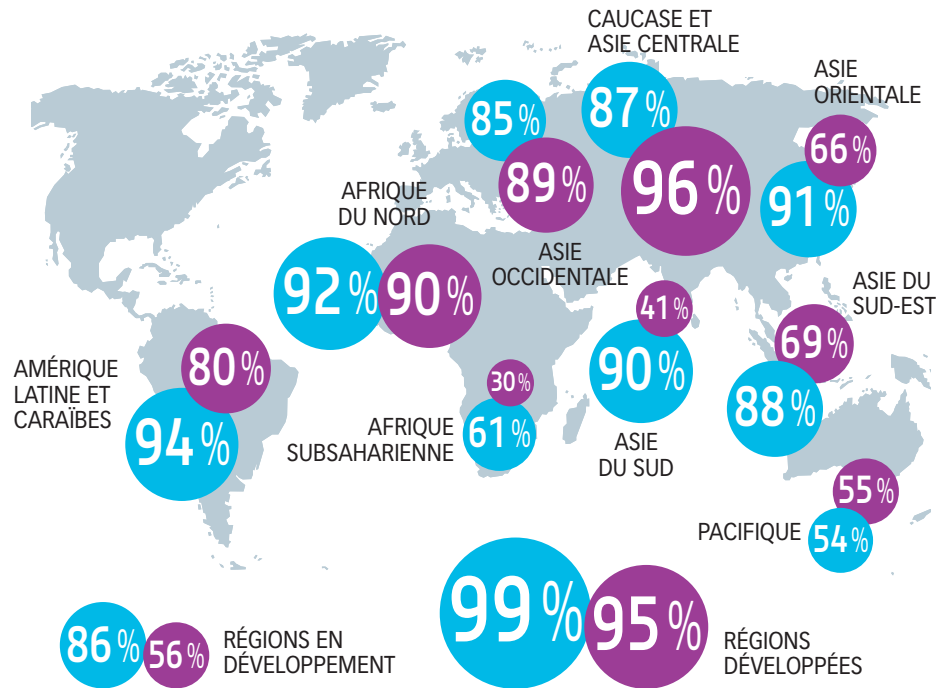 CAUCASE ET
ASIE CENTRALE
87 %
96 %
ASIE
ORIENTALE
66 %
91 %
85 %
89 %
ASIE
OCCIDENTALE
AFRIQUE
DU NORD
92 %
90 %
ASIE DU
SUD-EST
69 %
88 %
41 %
90 %
ASIE
DU SUD
AMÉRIQUE
LATINE ET
CARAÏBES
80 %
94 %
30 %
61 %
AFRIQUE
SUBSAHARIENNE
55 %
54 %
PACIFIQUE
86 %
56 %
RÉGIONS EN
DÉVELOPPEMENT
99 %
95 %
RÉGIONS
DÉVELOPPÉES